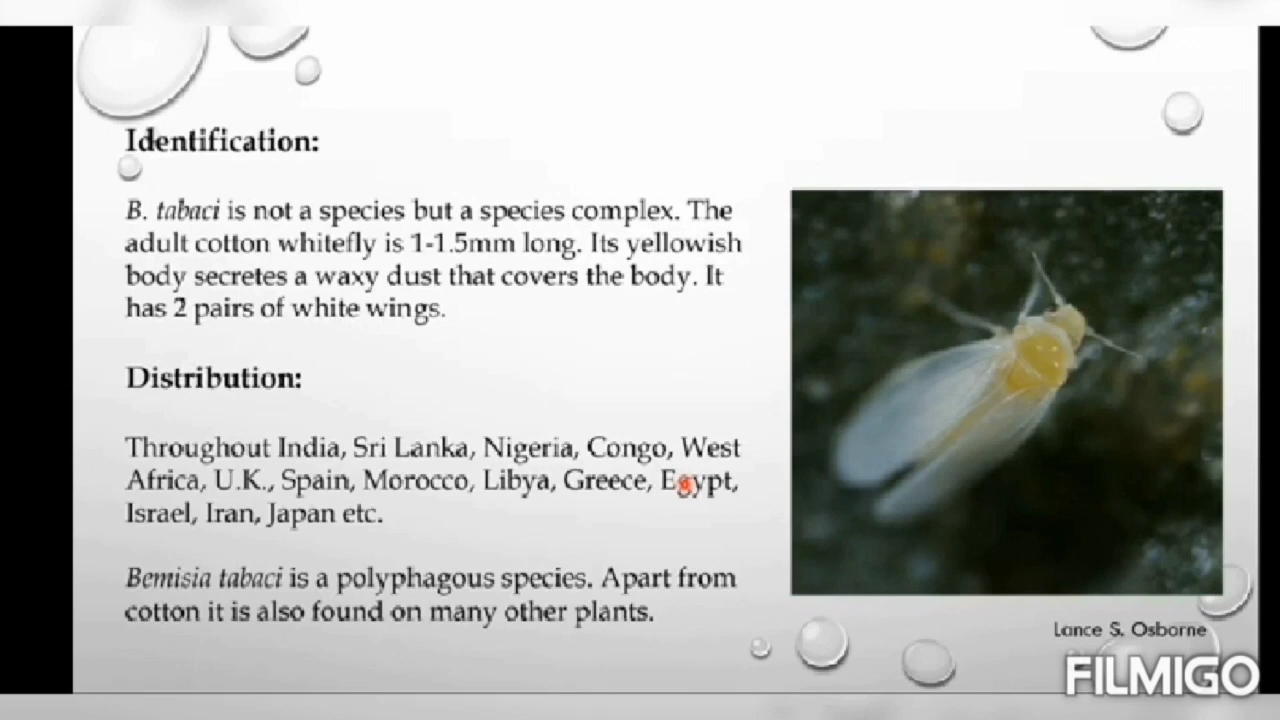 Identification:
B. tabaci is not a species but a species complex. The
adult cotton whitefly is 1-1.5mm long. Its yellowish
body secretes a waxy dust that covers the body. It
has 2 pairs of white wings.
Distribution:
Throughout India, Sri Lanka, Nigeria, Congo, West
Africa, U.K., Spain, Morocco, Libya, Greece, Egypt,
Israel, Iran, Japan etc.
Bemisia tabaci is a polyphagous species. Apart from
cotton it is also found on many other plants.
Lance S. Osborne
FILMIGO